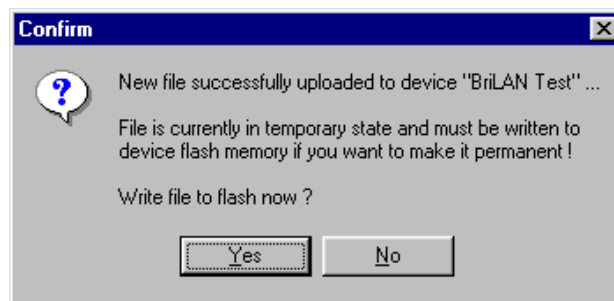 Confirm
New file successfully uploaded to device "BriLAN Test" ...
File is currently in temporary state and must be written to
device flash memory if you want to make it permanent !
Write file to flash now ?
Yes No